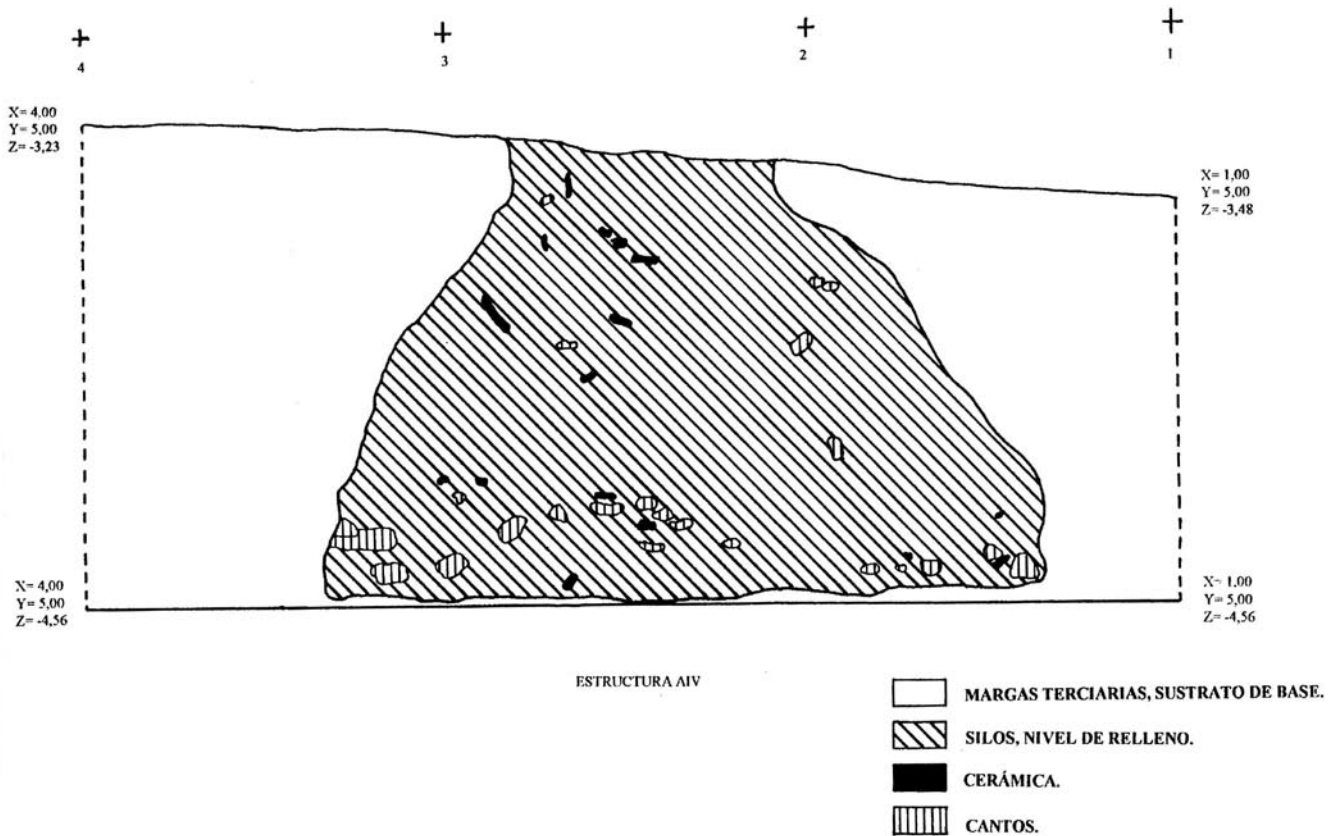 4
3
2
1
X= 4,00
Y= 5,00
Z= -3,23
X= 1,00
Y= 5,00
Z= -3,48
X= 4,00
Y= 5,00
Z= -4,56
X= 1,00
Y= 5,00
Z= -4,56
ESTRUCTURA AIV
MARGAS TERCIARIAS, SUSTRATO DE BASE.
SILOS, NIVEL DE RELLENO.
CERÁMICA.
CANTOS.